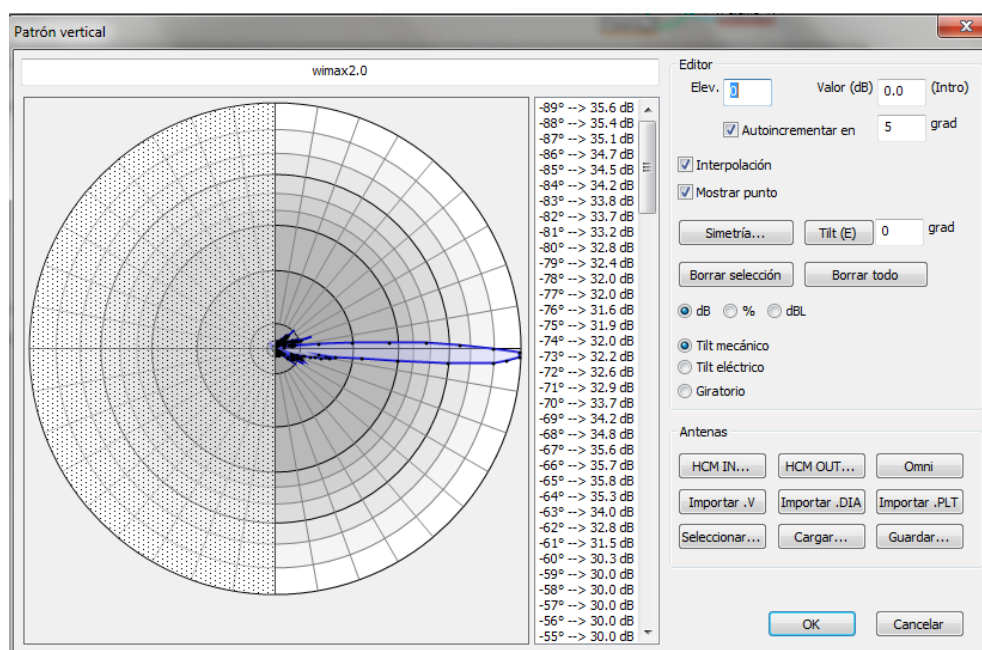 Patrón vertical
wimax2.0
-89° --> 35.6 dB
-88° --> 35.4 dB
-87° --> 35.1 dB
-86° --> 34.7 dB
-85° --> 34.5 dB
-84° --> 34.2 dB
-83° --> 33.8 dB
-82° --> 33.7 dB
-81° --> 33.2 dB
-80° --> 32.8 dB
-79° --> 32.4 dB
-78° --> 32.0 dB
-77° --> 32.0 dB
-76° --> 31.6 dB
-75° --> 31.9 dB
-74° --> 32.0 dB
-73° --> 32.2 dB
-72° --> 32.6 dB
-71° --> 32.9 dB
-70° --> 33.7 dB
-69° --> 34.2 dB
-68° --> 34.8 dB
-67° --> 35.6 dB
-66° --> 35.7 dB
-65° --> 35.8 dB
-64° --> 35.3 dB
-63° --> 34.0 dB
-62° --> 32.8 dB
-61° --> 31.5 dB
-60° --> 30.3 dB
-59° --> 30.0 dB
-58° --> 30.0 dB
-57° --> 30.0 dB
-56° --> 30.0 dB
-55° --> 30.0 dB
Editor
Elev. 0 Valor (dB) 0.0 (Intro)
Autoincrementar en 5 grad
Interpolación
Mostrar punto
Simetría... Tilt (E) 0 grad
Borrar selección Borrar todo
dB % dBL
Tilt mecánico
Tilt eléctrico
Giratorio
Antenas
HCM IN... HCM OUT... Omni
Importar .V Importar .DIA Importar .PLT
Seleccionar... Cargar... Guardar...
OK Cancelar